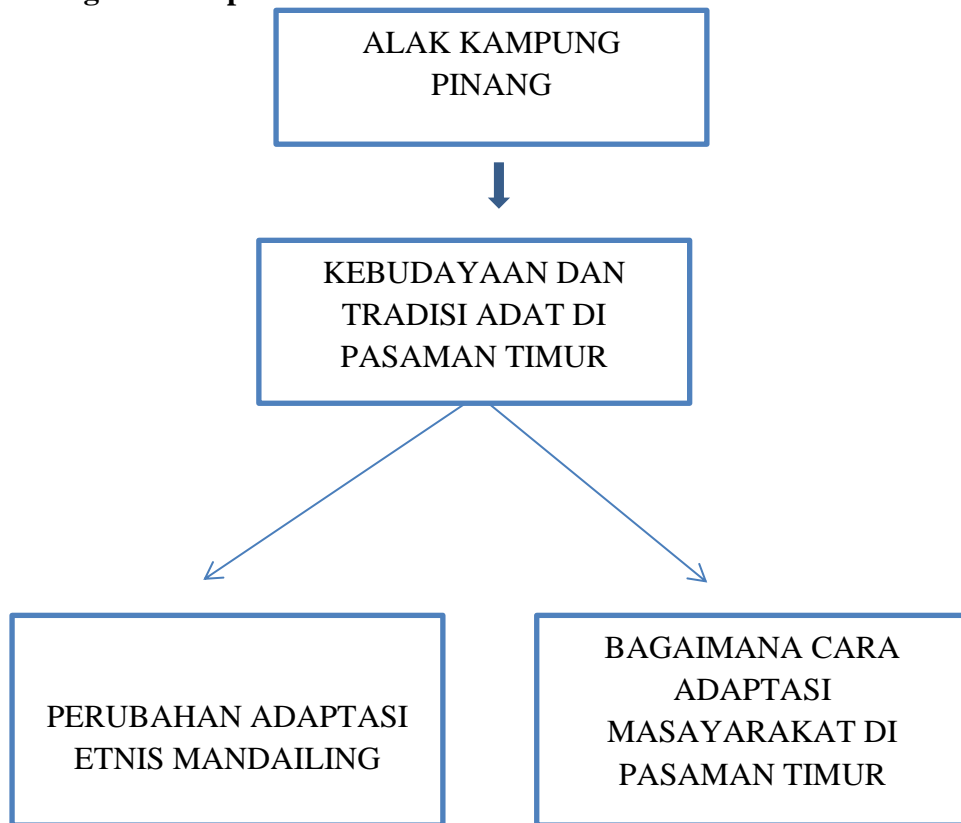 ALAK KAMPUNG
PINANG
KEBUDAYAAN DAN
TRADISI ADAT DI
PASAMAN TIMUR
PERUBAHAN ADAPTASI
ETNIS MANDAILING
BAGAIMANA CARA
ADAPTASI
MASAYARAKAT DI
PASAMAN TIMUR